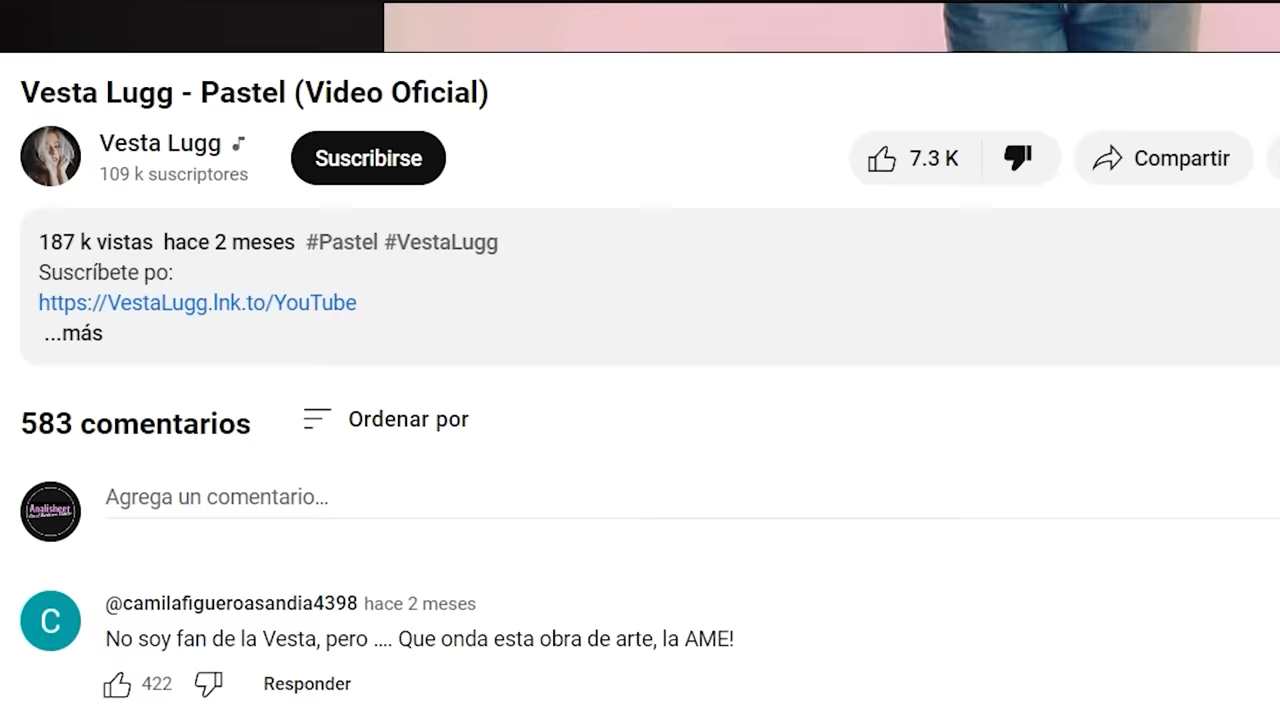 Vesta Lugg - Pastel (Video Oficial)
Vesta Lugg
109 k suscriptores
Suscribirse
7.3 K
Compartir
187 k vistas hace 2 meses #Pastel #VestaLugg
Suscríbete po:
https://VestaLugg.lnk.to/YouTube
...más
583 comentarios
Ordenar por
Analisheer
Agrega un comentario...
C
@camilafigueroasandia4398 hace 2 meses
No soy fan de la Vesta, pero .... Que onda esta obra de arte, la AME!
422
Responder